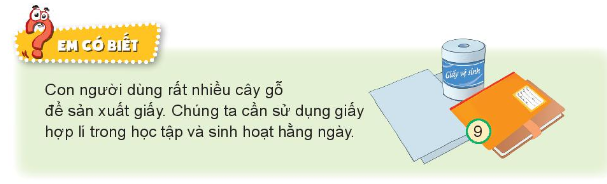 EM CÓ BIẾT
Con người dùng rất nhiều cây gỗ
để sản xuất giấy. Chúng ta cần sử dụng giấy
hợp lí trong học tập và sinh hoạt hằng ngày.
Giấy vệ sinh
9